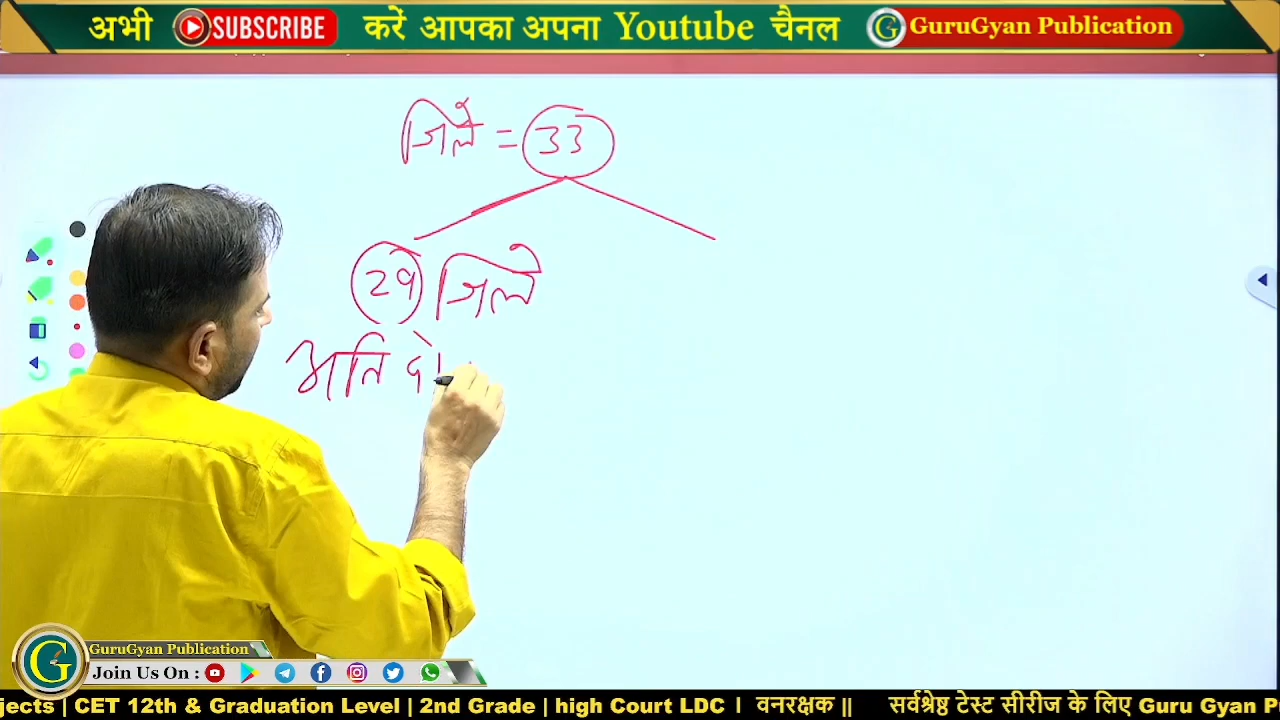 अभी SUBSCRIBE करें आपका अपना Youtube चैनल GuruGyan Publication
जिले = 33
29 जिले
अति दो
GuruGyan Publication
Join Us On :
jects | CET 12th & Graduation Level | 2nd Grade | high Court LDC । वनरक्षक || सर्वश्रेष्ठ टेस्ट सीरीज के लिए Guru Gyan P